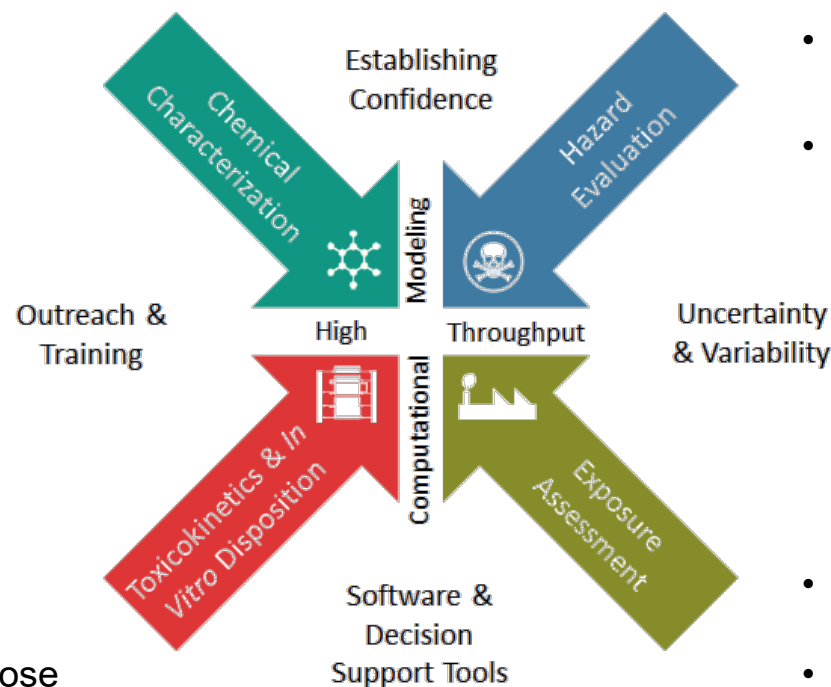 •
Establishing
Confidence
Chemical
Characterization
Hazard
Evaluation
•
Modeling
Outreach &
Training
High
Throughput
Uncertainty
& Variability
Computational
Toxicokinetics & In
Vitro Disposition
Exposure
Assessment
•
Software &
Decision
Support Tools
ose
•